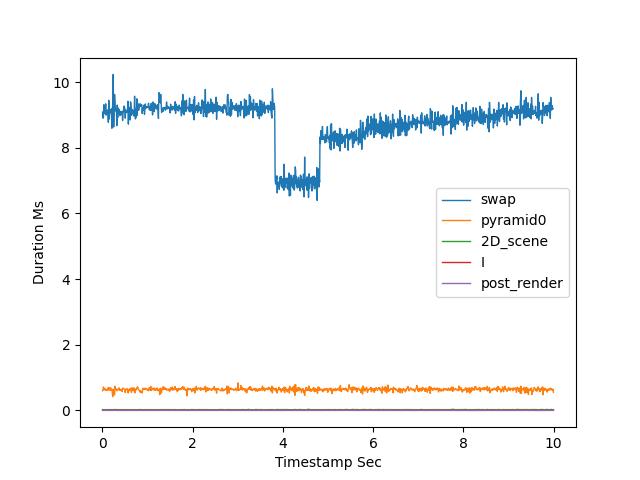 10
8
6
4
2
0
Duration Ms
swap
pyramid0
2D_scene
I
post_render
0 2 4 6 8 10
Timestamp Sec